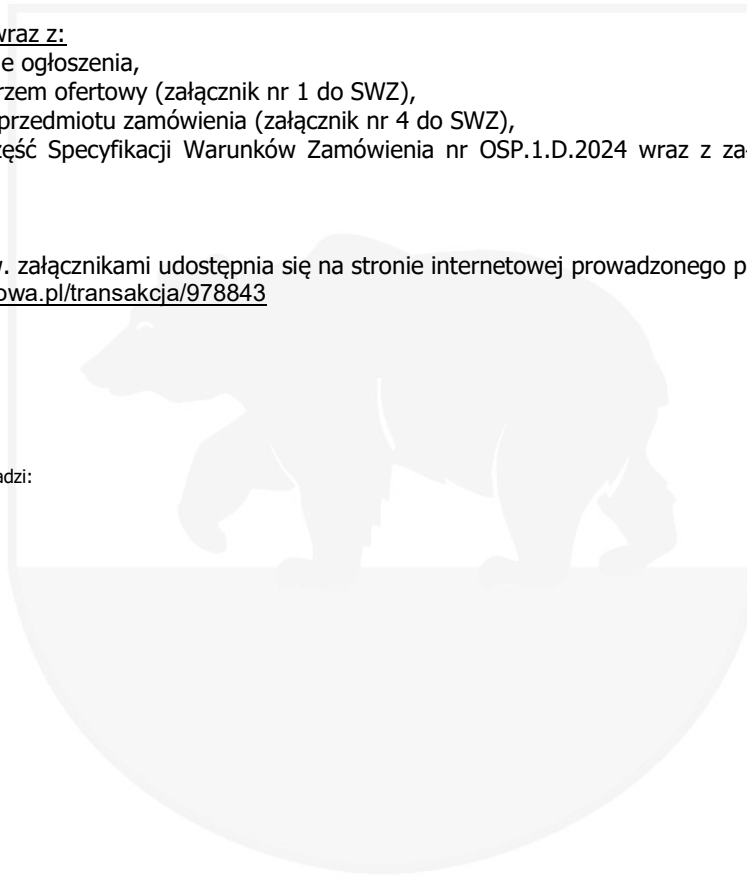 wraz z:
e ogłoszenia,
rzem ofertowy (załącznik nr 1 do SWZ),
przedmiotu zamówienia (załącznik nr 4 do SWZ),
zęść Specyfikacji Warunków Zamówienia nr OSP.1.D.2024 wraz z za
. załącznikami udostępnia się na stronie internetowej prowadzonego p
owa.pl/transakcja/978843
adzi: